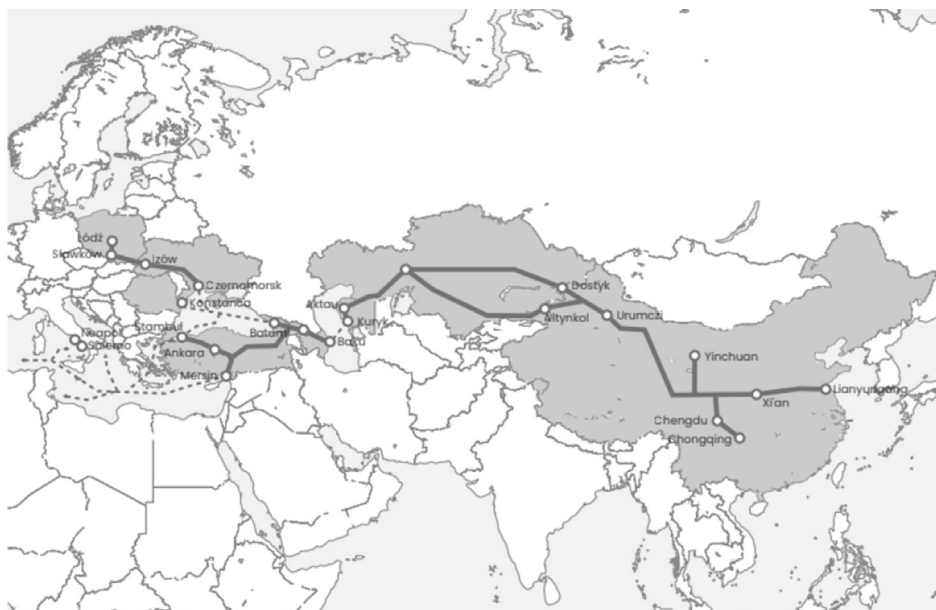 Łódź
Sławków
Izów
Czernomorsk
Konstanca
Neapol
Salerno
Stambuł
Ankara
Mersin
Batumi
Baku
Aktau
Kuryk
Dostyk
Altynkol
Urumczi
Yinchuan
Xi'an
Lianyungang
Chengdu
Chongqing